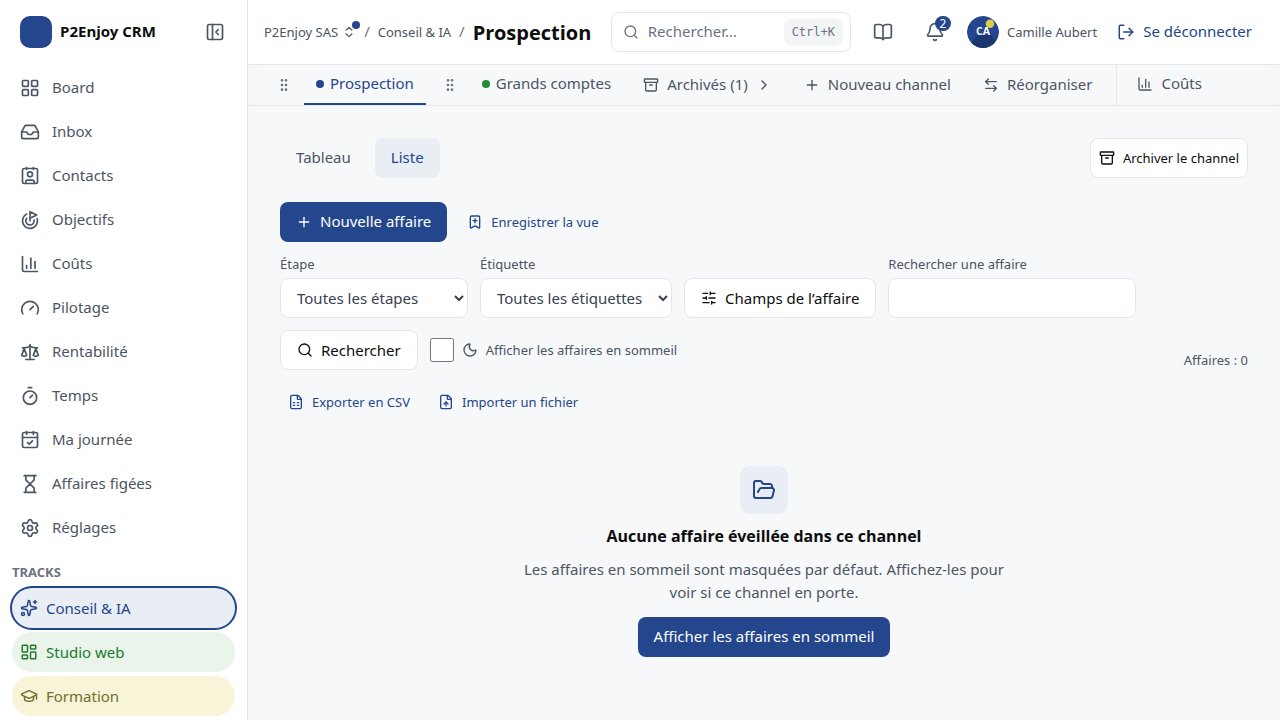 P2Enjoy CRM
Board
Inbox
Contacts
Objectifs
Coûts
Pilotage
Rentabilité
Temps
Ma journée
Affaires figées
Réglages
TRACKS
Conseil & IA
Studio web
Formation
P2Enjoy SAS / Conseil & IA / Prospection
Rechercher... Ctrl+K
2
CA Camille Aubert
Se déconnecter
Prospection
Grands comptes
Archivés (1)
Nouveau channel
Réorganiser
Coûts
Tableau
Liste
Archiver le channel
Nouvelle affaire
Enregistrer la vue
Étape
Toutes les étapes
Étiquette
Toutes les étiquettes
Champs de l’affaire
Rechercher une affaire
Rechercher
Afficher les affaires en sommeil
Affaires : 0
Exporter en CSV
Importer un fichier
Aucune affaire éveillée dans ce channel
Les affaires en sommeil sont masquées par défaut. Affichez-les pour
voir si ce channel en porte.
Afficher les affaires en sommeil